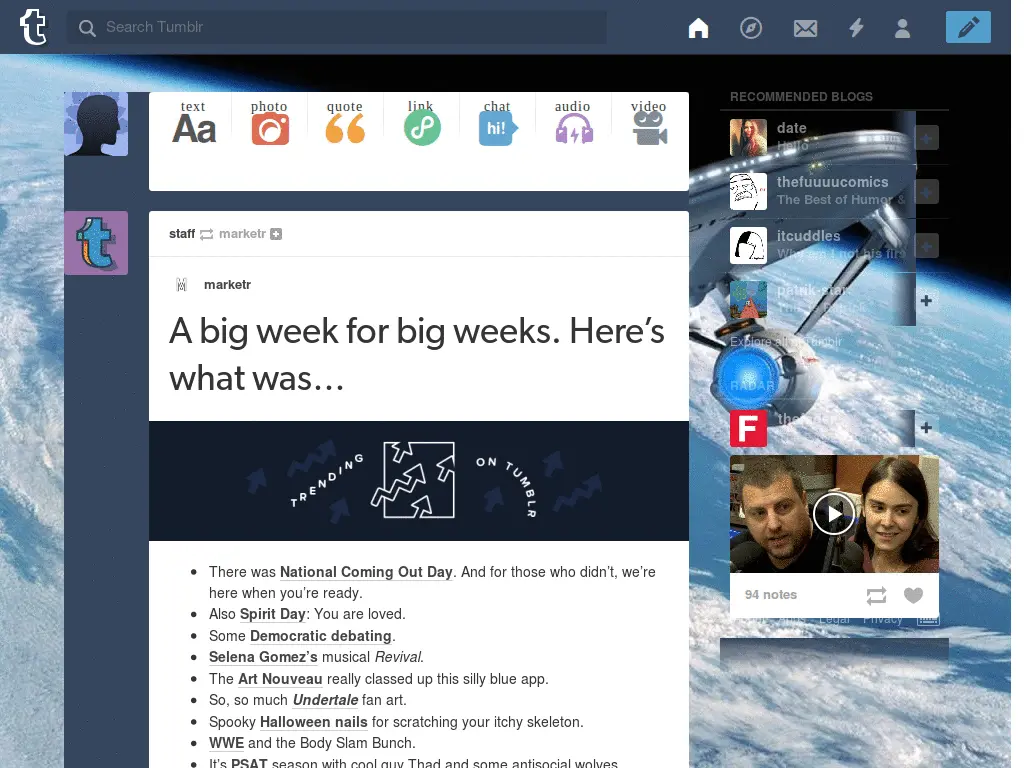 Search Tumblr
text photo quote link chat audio video
Aa hi!
staff marketr
marketr
A big week for big weeks. Here's
what was...
TRENDING ON TUMBLR
There was National Coming Out Day. And for those who didn't, we're
here when you're ready.
Also Spirit Day: You are loved.
Some Democratic debating.
Selena Gomez's musical Revival.
The Art Nouveau really classed up this silly blue app.
So, so much Undertale fan art.
Spooky Halloween nails for scratching your itchy skeleton.
WWE and the Body Slam Bunch.
It's PSAT season with cool guy Thad and some antisocial wolves.
RECOMMENDED BLOGS
date
Hello
thefuuuucomics
The Best of Humor &
itcuddles
Why am I not his fir
patrik-star
Explore all of Tumblr
RADAR
F
94 notes
Apps Legal Privacy